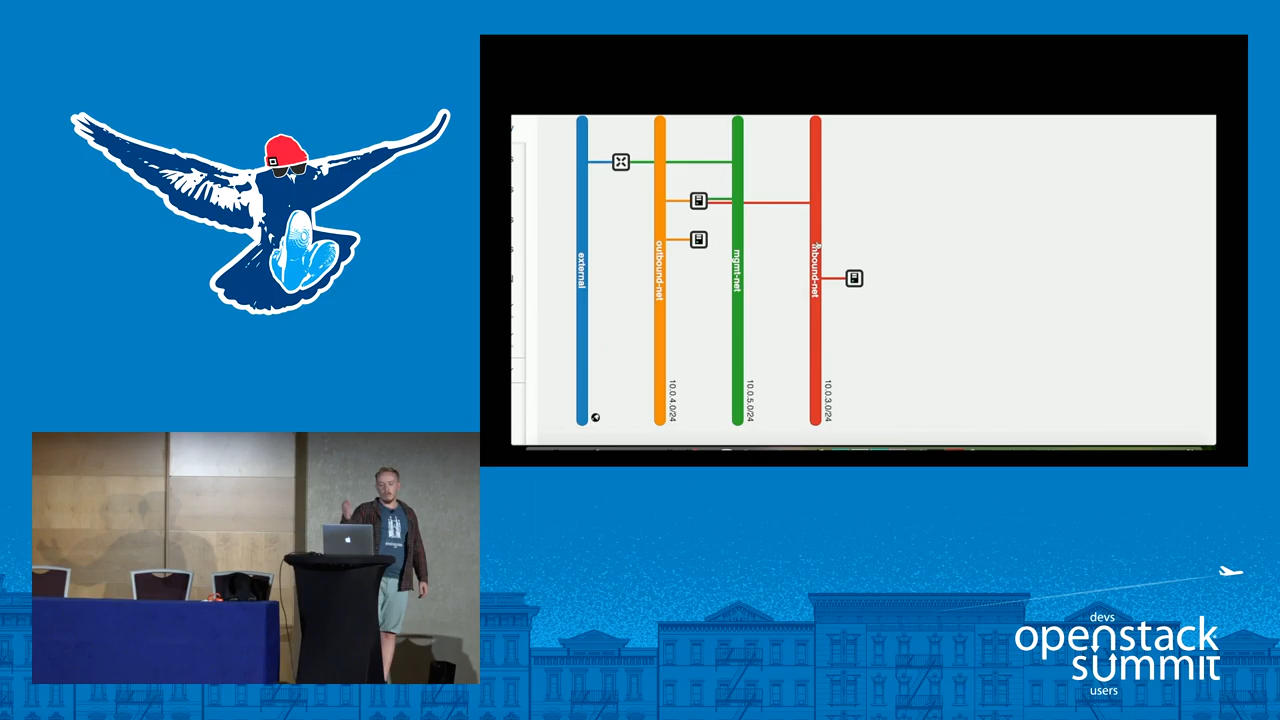 external
outbound-net
10.0.4.0/24
mgmt-net
10.0.5.0/24
inbound-net
10.0.3.0/24
devs
openstack
summit
users